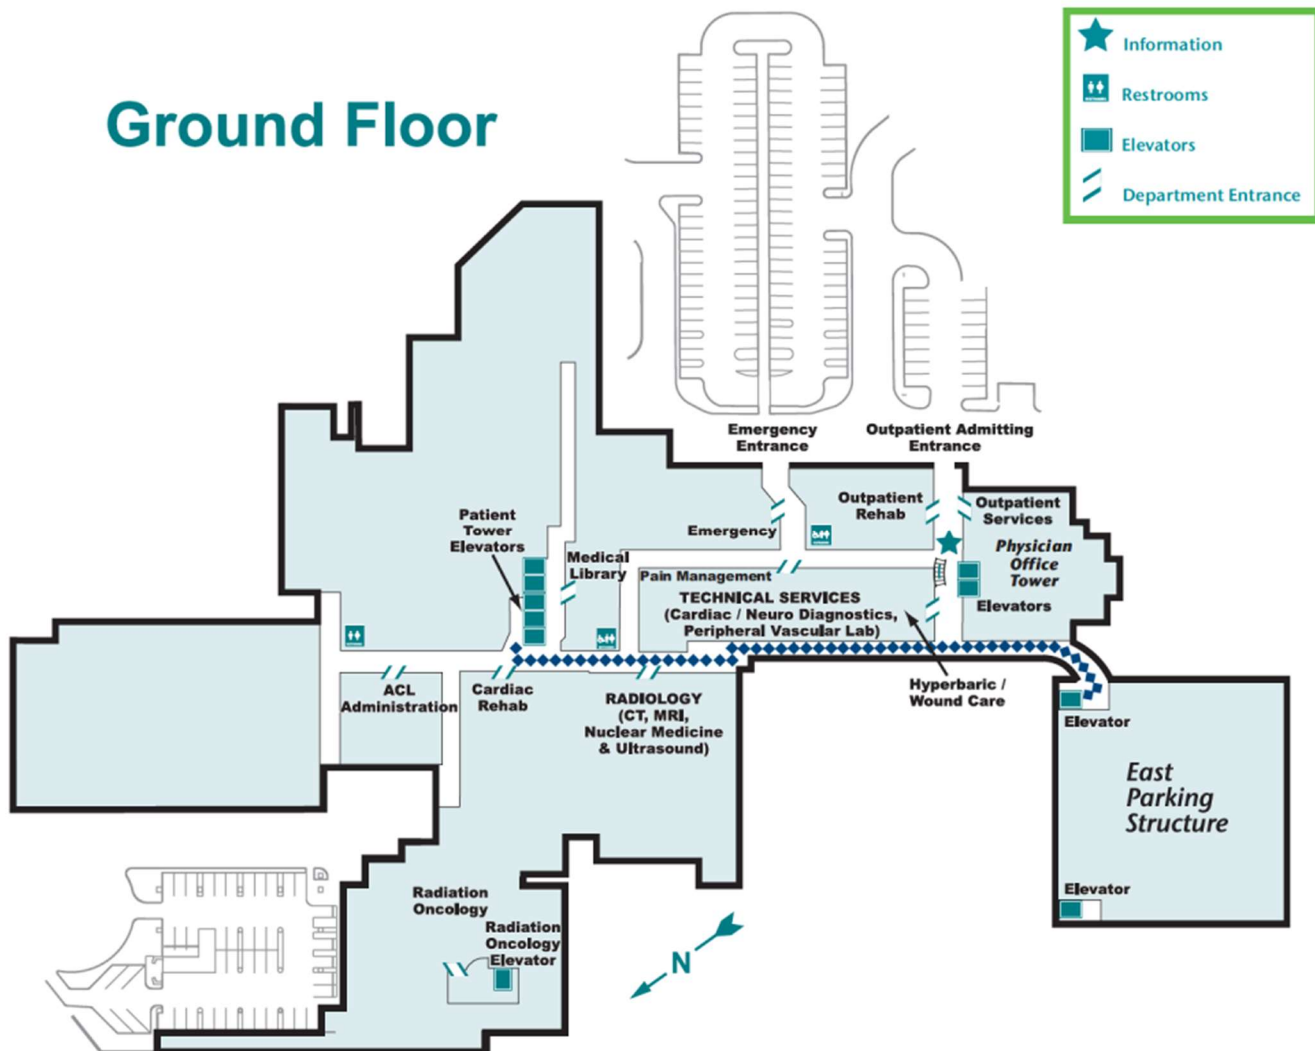 Ground Floor
Information
Restrooms
Elevators
Department Entrance
Emergency
Entrance
Outpatient Admitting
Entrance
Patient
Tower
Elevators
Medical
Library
Emergency
Outpatient
Rehab
Outpatient
Services
Physician
Office
Tower
Elevators
Pain Management
TECHNICAL SERVICES
(Cardiac / Neuro Diagnostics,
Peripheral Vascular Lab)
ACL
Administration
Cardiac
Rehab
RADIOLOGY
(CT, MRI,
Nuclear Medicine
& Ultrasound)
Hyperbaric /
Wound Care
Elevator
East
Parking
Structure
Elevator
Radiation
Oncology
Radiation
Oncology
Elevator
N